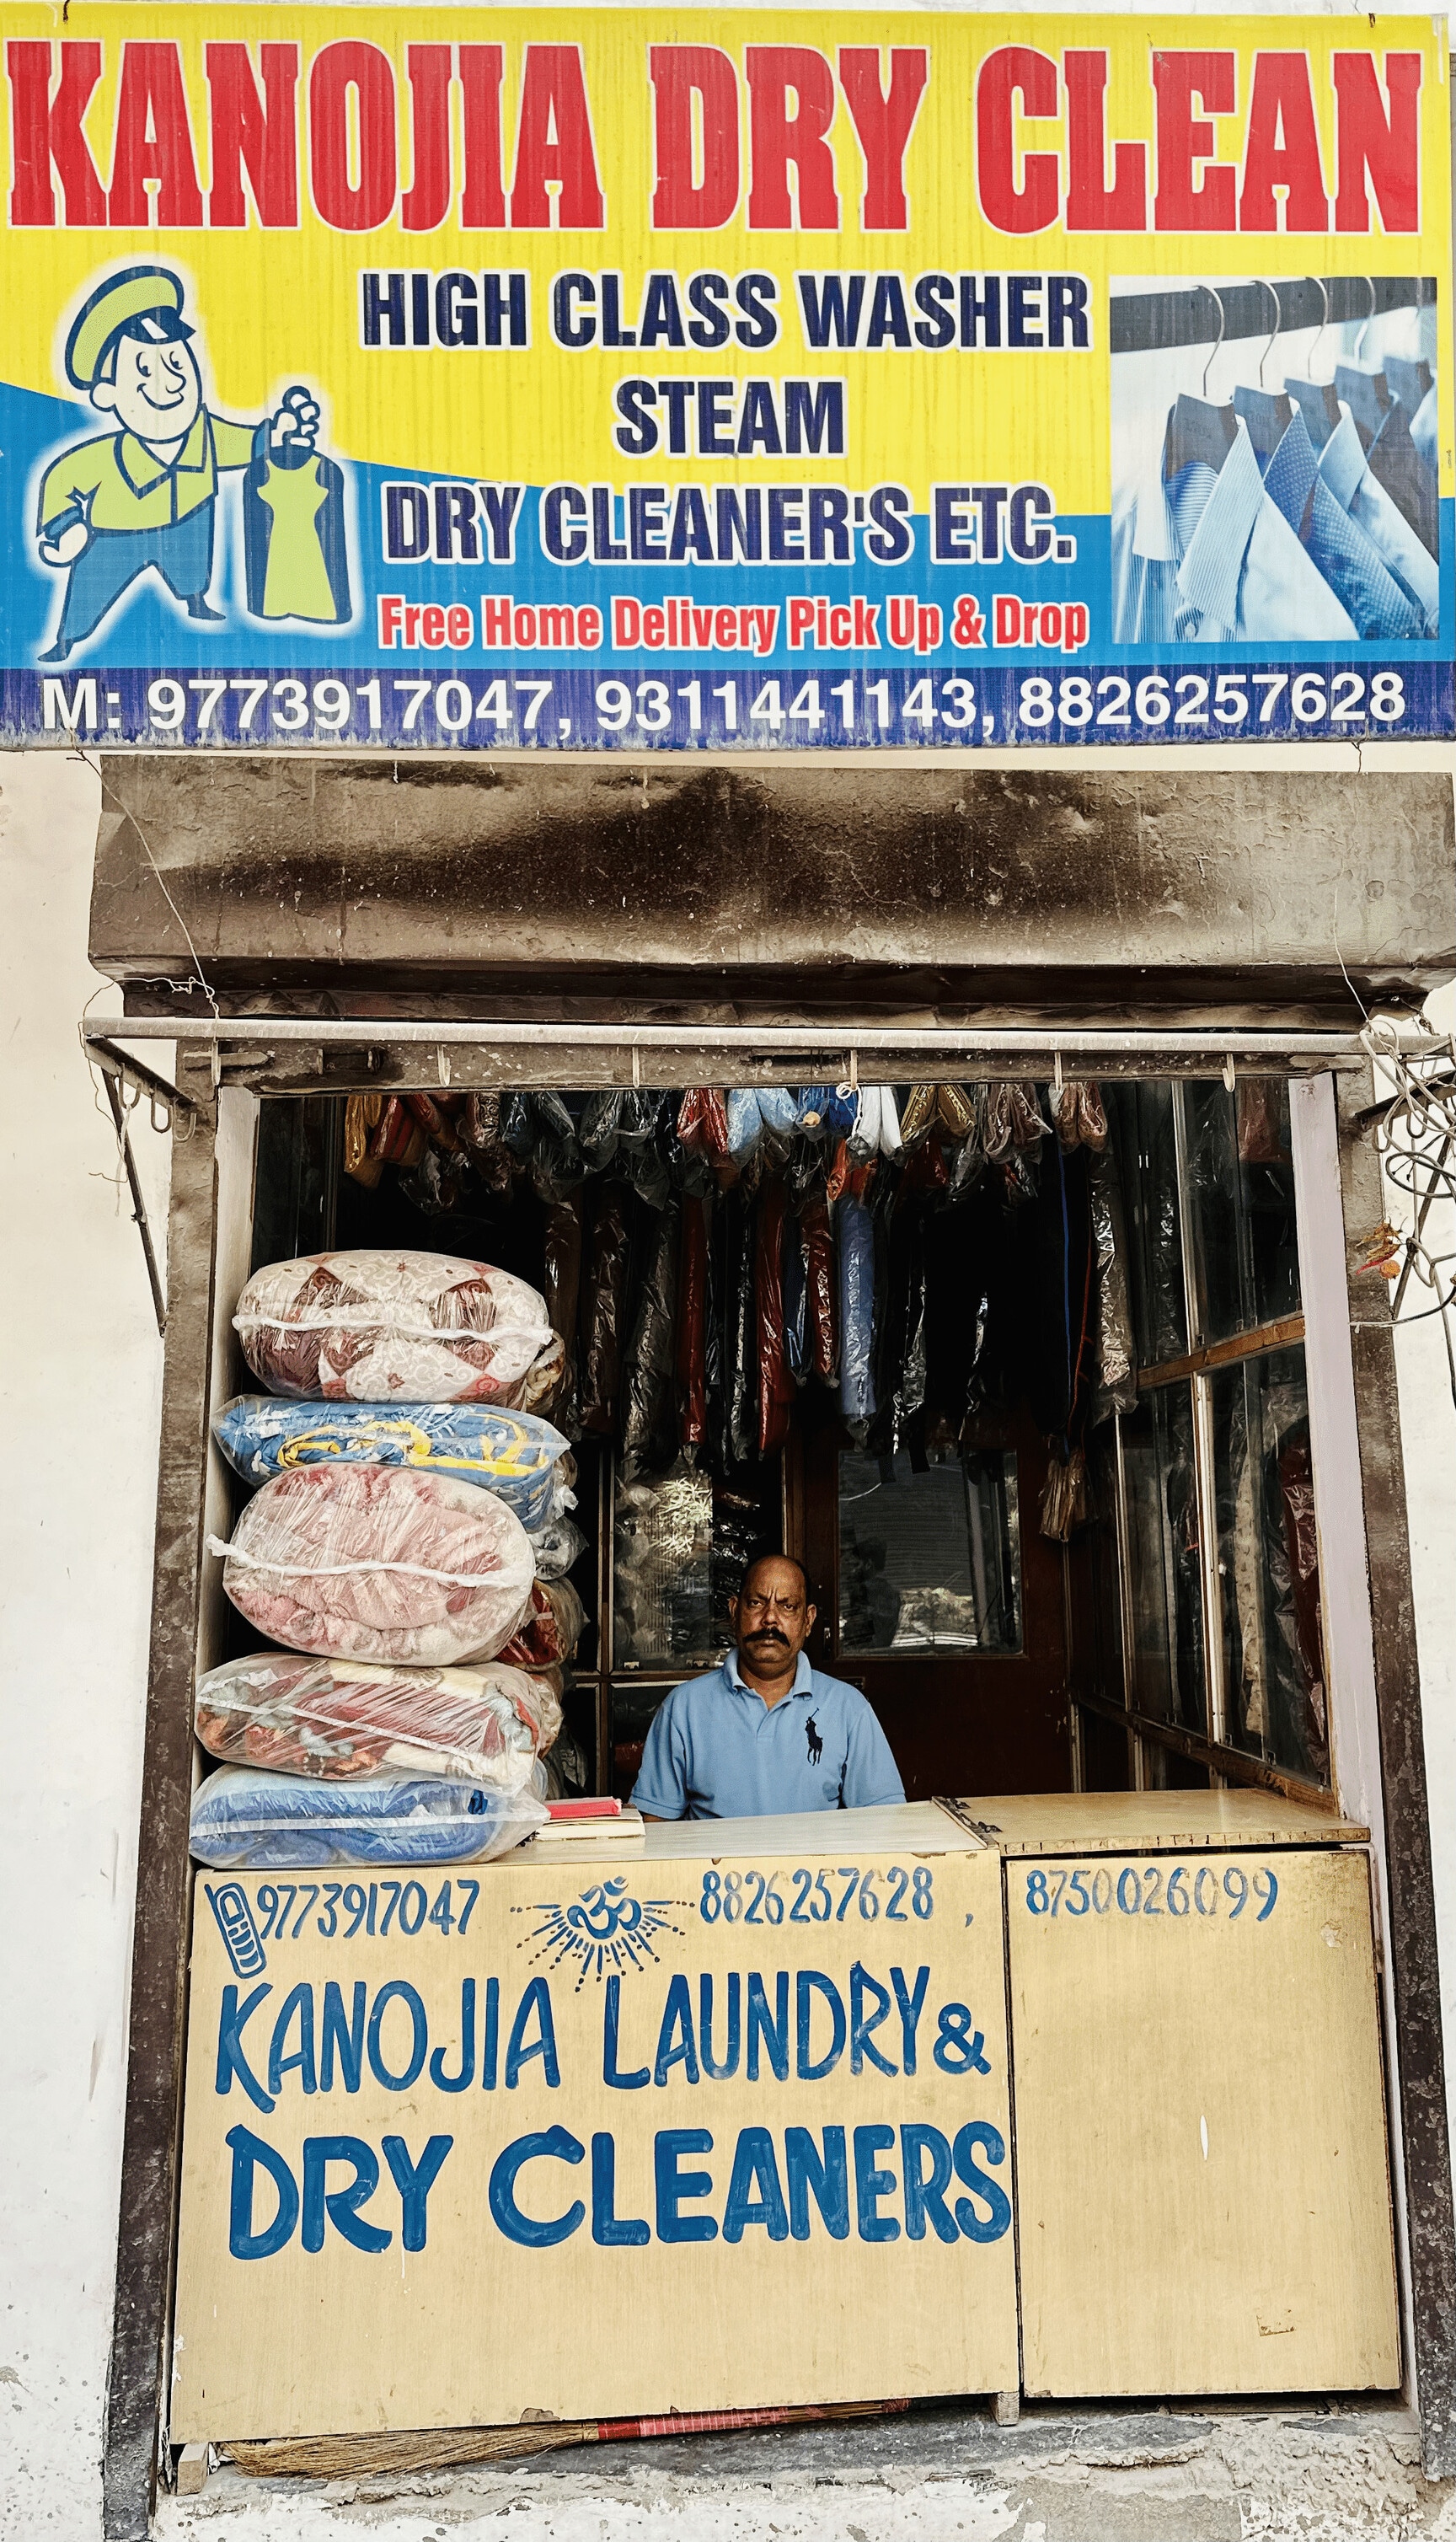 KANOJIA DRY CLEAN
HIGH CLASS WASHER
STEAM
DRY CLEANER'S ETC.
Free Home Delivery Pick Up & Drop
M: 9773917047, 9311441143, 8826257628
9773917047 ॐ 8826257628 , 8750026099
KANOJIA LAUNDRY &
DRY CLEANERS